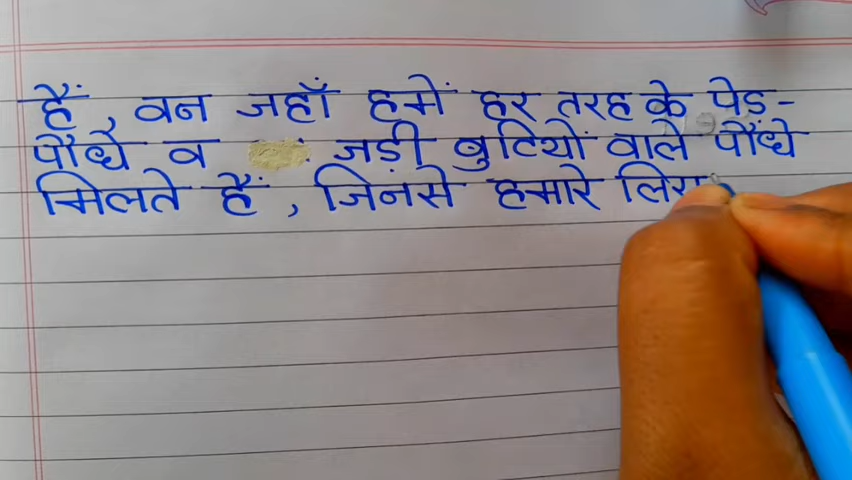 हैं, वन जहाँ हमें हर तरह के पेड-
पौंधे व जडी बुटियों वाले पौंधे
मिलते हैं, जिनसे हमारे